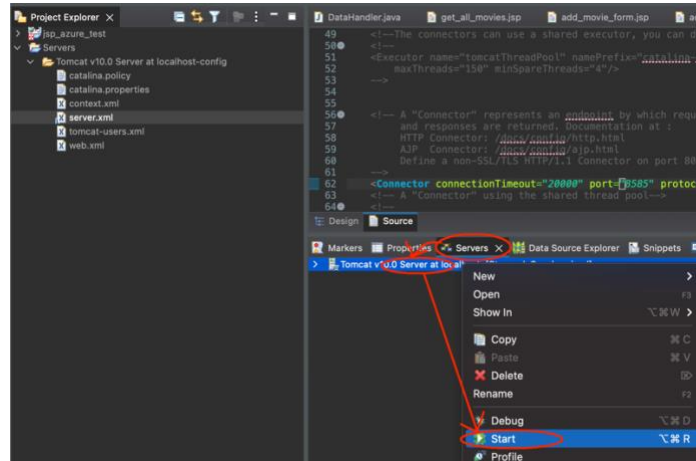 Project Explorer
DataHandler.java get_all_movies.jsp add_movie_form.jsp
jsp_azure_test
Servers
Tomcat v10.0 Server at localhost-config
catalina.policy
catalina.properties
context.xml
server.xml
tomcat-users.xml
web.xml
49 <!--The connectors can use a shared executor, you can d
50 <!--
51 <Executor name="tomcatThreadPool" namePrefix="catalina-
52 maxThreads="150" minSpareThreads="4"/>
53 -->
54
55
56 <!-- A "Connector" represents an endpoint by which requ
57 and responses are returned. Documentation at :
58 HTTP Connector: /docs/config/http.html
59 AJP Connector: /docs/config/ajp.html
60 Define a non-SSL/TLS HTTP/1.1 Connector on port 80
61 -->
62 <Connector connectionTimeout="20000" port="8585" protoc
63 <!-- A "Connector" using the shared thread pool-->
64 <!--
Design Source
Markers Properties Servers Data Source Explorer Snippets
Tomcat v10.0 Server at local
New
Open F3
Show In ⌥⌘W
Copy ⌘C
Paste ⌘V
Delete ⌦
Rename F2
Debug ⌥⌘D
Start ⌥⌘R
Profile